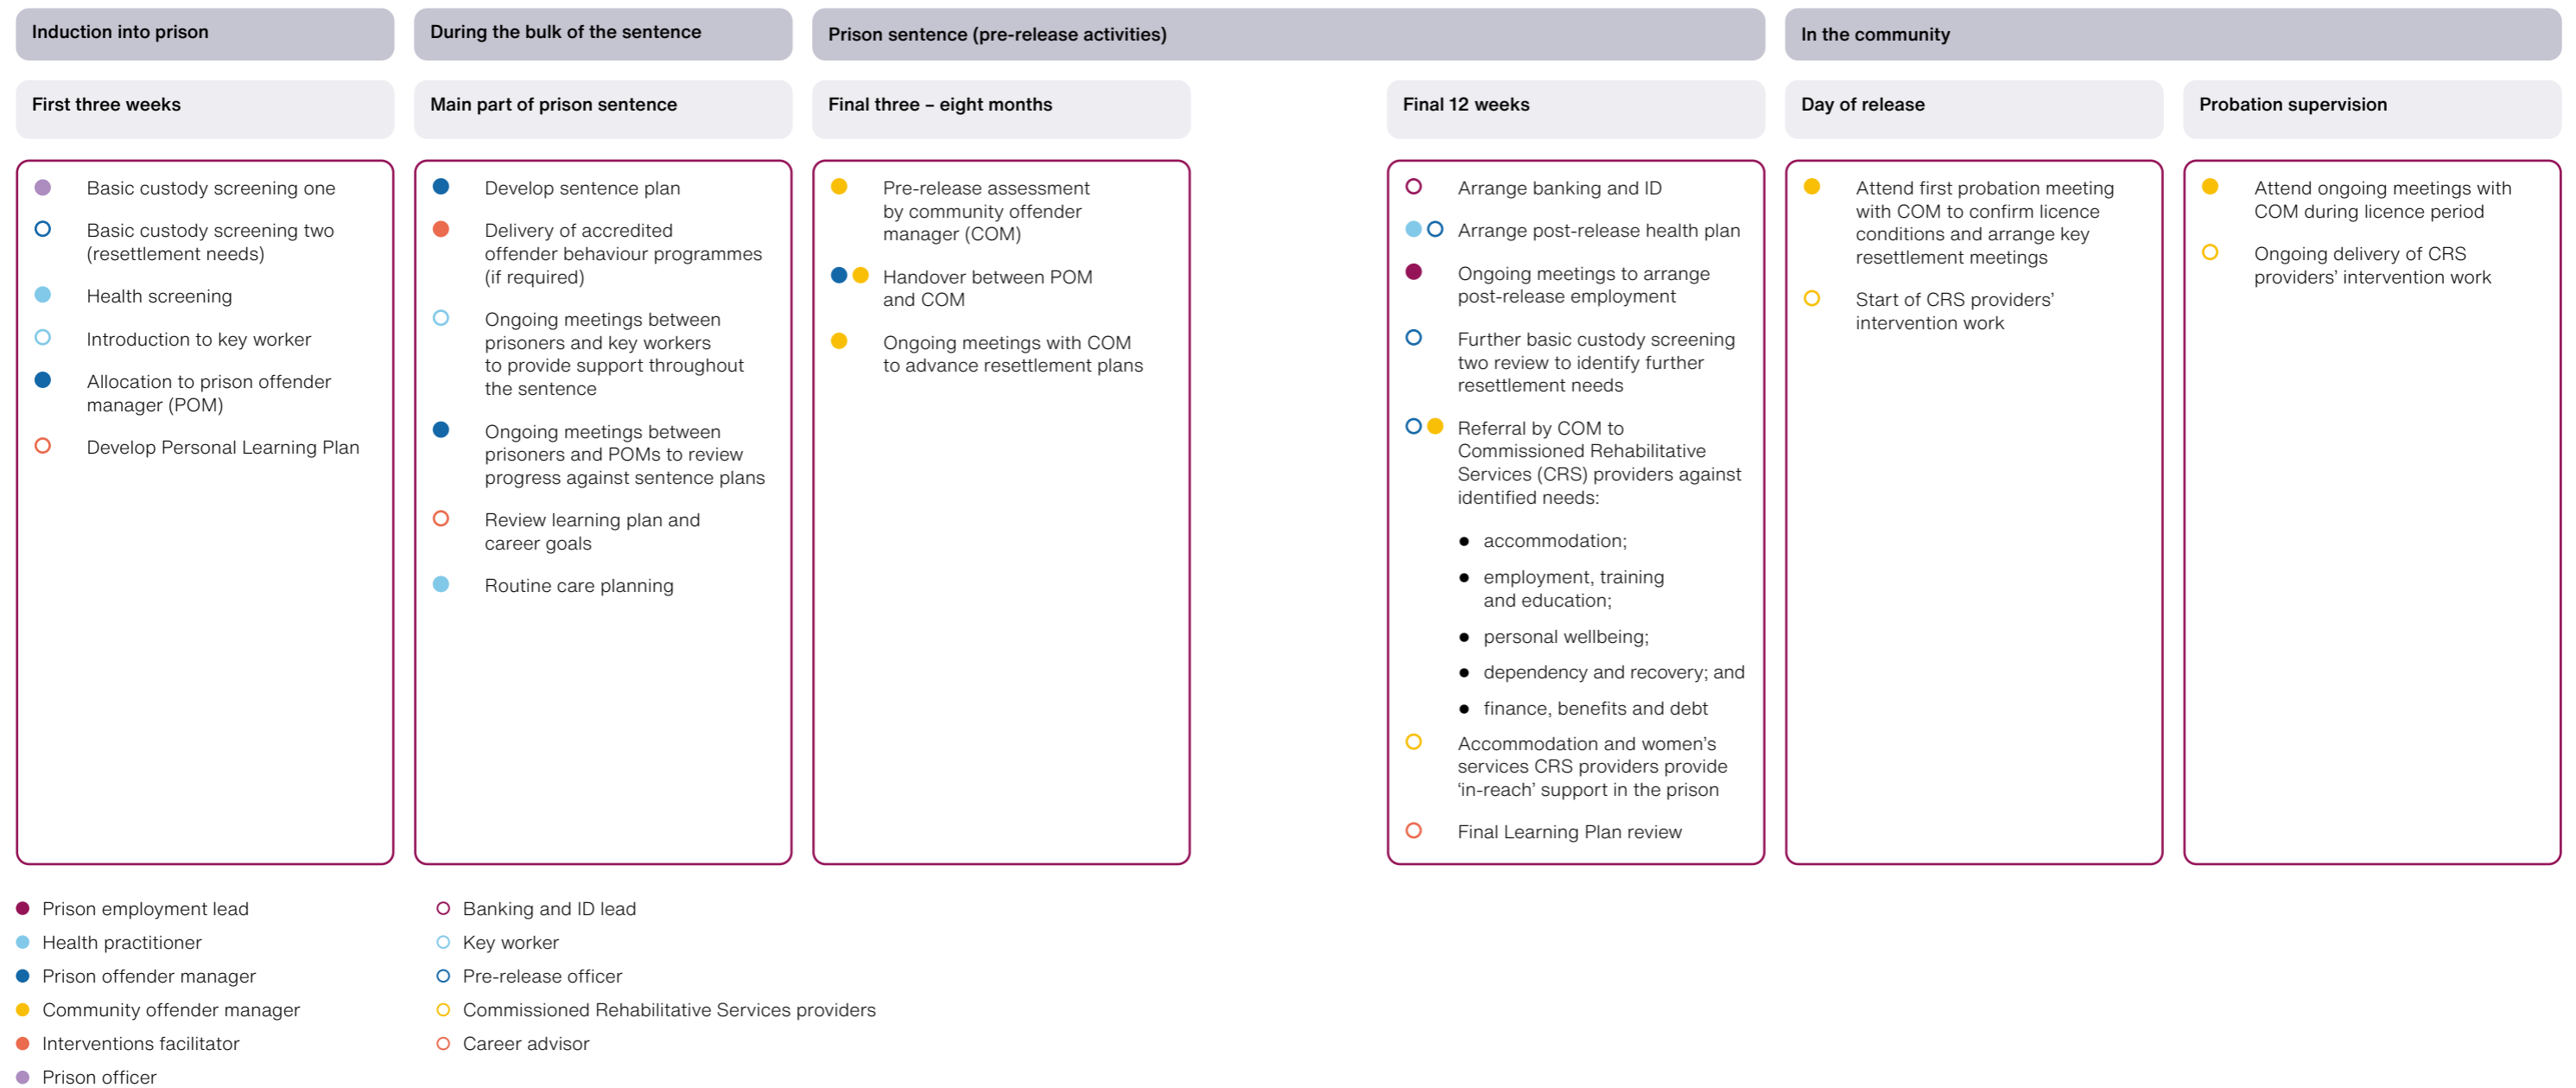 Induction into prison
During the bulk of the sentence
Prison sentence (pre-release activities)
In the community
First three weeks
Main part of prison sentence
Final three – eight months
Final 12 weeks
Day of release
Probation supervision
Basic custody screening one
Basic custody screening two
(resettlement needs)
Health screening
Introduction to key worker
Allocation to prison offender
manager (POM)
Develop Personal Learning Plan
Develop sentence plan
Delivery of accredited
offender behaviour programmes
(if required)
Ongoing meetings between
prisoners and key workers
to provide support throughout
the sentence
Ongoing meetings between
prisoners and POMs to review
progress against sentence plans
Review learning plan and
career goals
Routine care planning
Pre-release assessment
by community offender
manager (COM)
Handover between POM
and COM
Ongoing meetings with COM
to advance resettlement plans
Arrange banking and ID
Arrange post-release health plan
Ongoing meetings to arrange
post-release employment
Further basic custody screening
two review to identify further
resettlement needs
Referral by COM to
Commissioned Rehabilitative
Services (CRS) providers against
identified needs:
● accommodation;
● employment, training
and education;
● personal wellbeing;
● dependency and recovery; and
● finance, benefits and debt
Accommodation and women’s
services CRS providers provide
‘in-reach’ support in the prison
Final Learning Plan review
Attend first probation meeting
with COM to confirm licence
conditions and arrange key
resettlement meetings
Start of CRS providers’
intervention work
Attend ongoing meetings with
COM during licence period
Ongoing delivery of CRS
providers’ intervention work
Prison employment lead
Health practitioner
Prison offender manager
Community offender manager
Interventions facilitator
Prison officer
Banking and ID lead
Key worker
Pre-release officer
Commissioned Rehabilitative Services providers
Career advisor